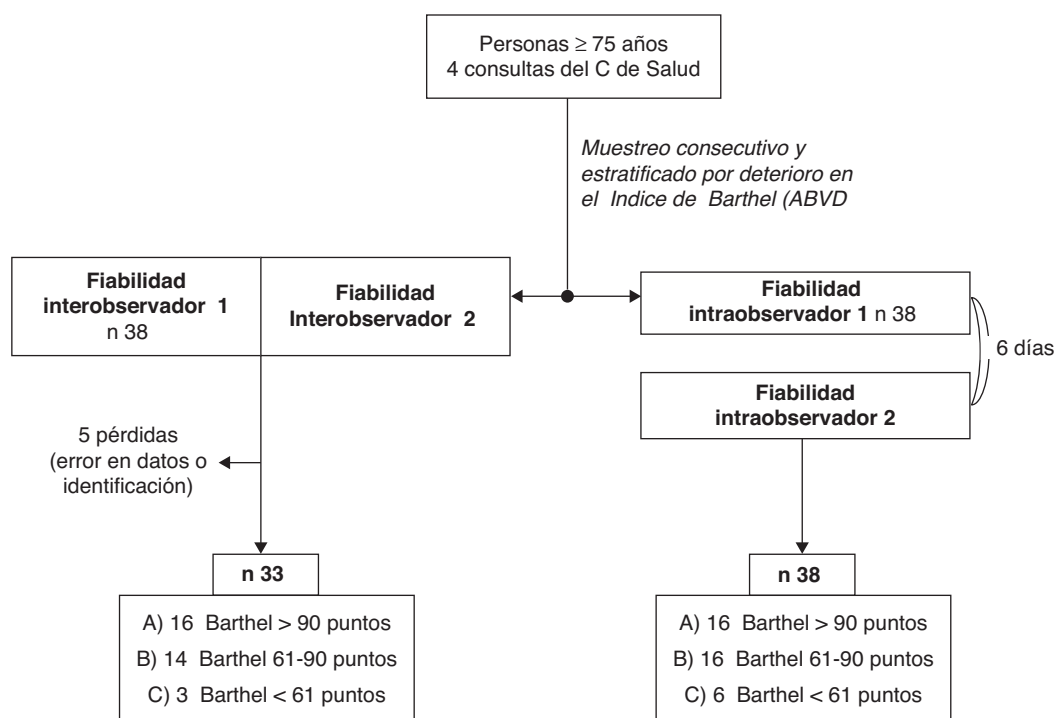 Personas ≥ 75 años
4 consultas del C de Salud
Muestreo consecutivo y
estratificado por deterioro en
el Indice de Barthel (ABVD
Fiabilidad
interobservador 1
n 38
Fiabilidad
Interobservador 2
Fiabilidad
intraobservador 1 n 38
6 días
Fiabilidad
intraobservador 2
5 pérdidas
(error en datos o
identificación)
n 33
A) 16 Barthel > 90 puntos
B) 14 Barthel 61-90 puntos
C) 3 Barthel < 61 puntos
n 38
A) 16 Barthel > 90 puntos
B) 16 Barthel 61-90 puntos
C) 6 Barthel < 61 puntos